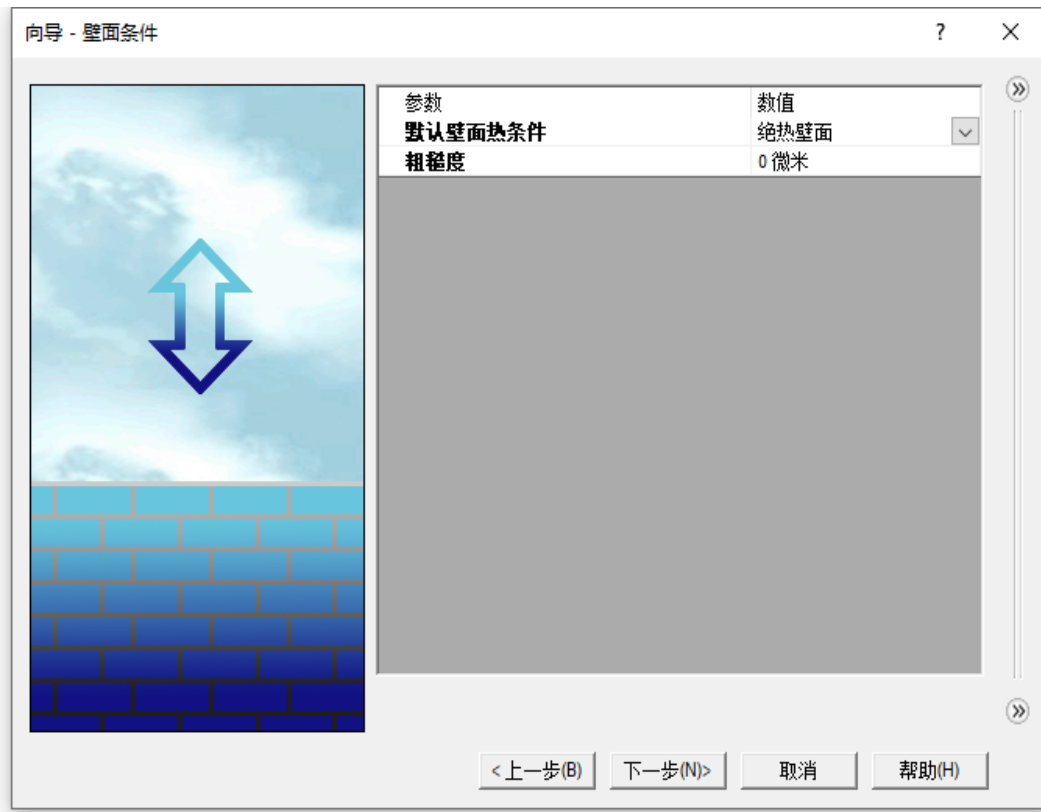 向导 - 壁面条件
?
参数 数值
默认壁面热条件 绝热壁面
粗糙度 0 微米
<上一步(B) 下一步(N)> 取消 帮助(H)